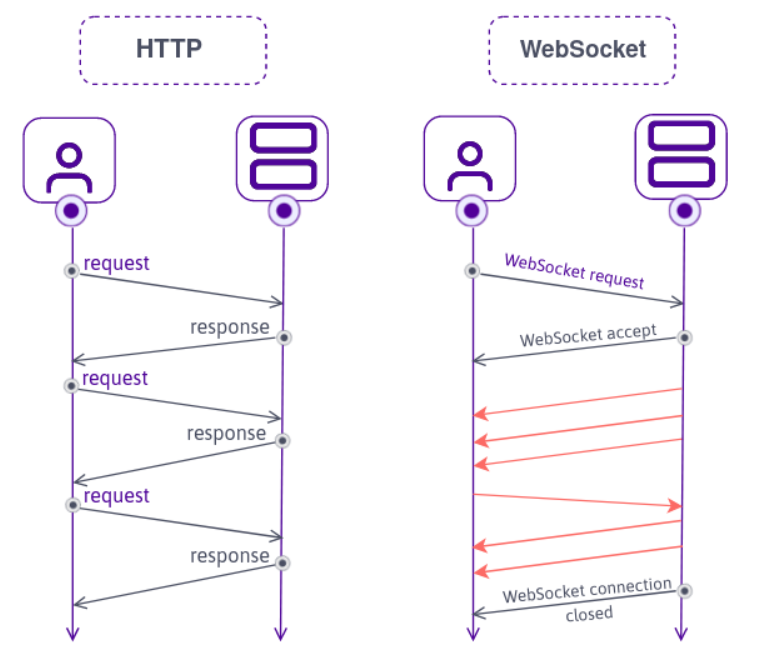 HTTP
WebSocket
request
response
request
response
request
response
WebSocket request
WebSocket accept
WebSocket connection
closed